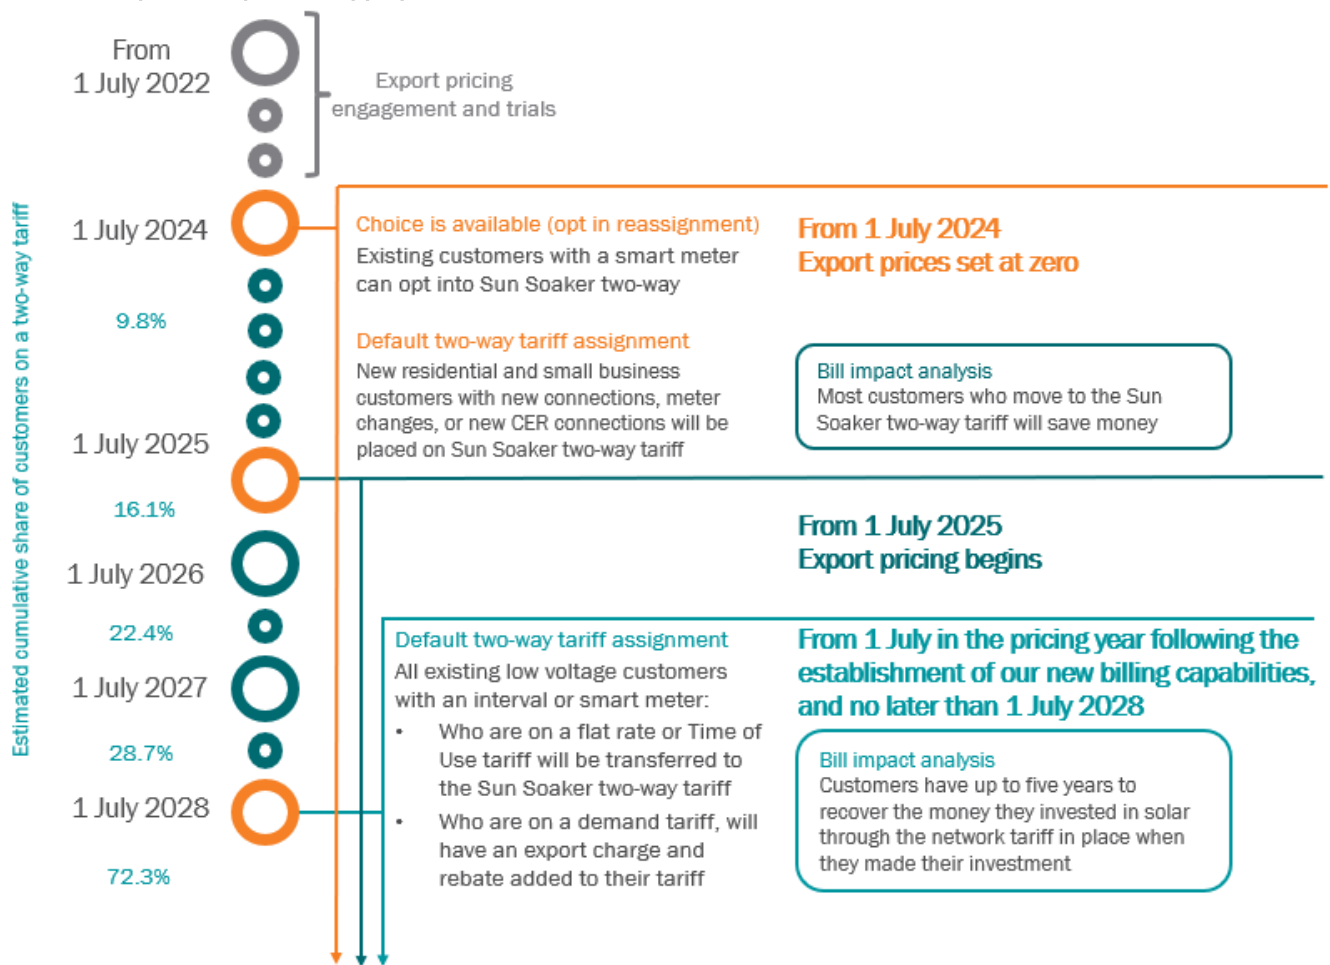 From
1 July 2022
Export pricing
engagement and trials
Estimated cumulative share of customers on a two-way tariff
1 July 2024
Choice is available (opt in reassignment)
Existing customers with a smart meter
can opt into Sun Soaker two-way
From 1 July 2024
Export prices set at zero
9.8%
Default two-way tariff assignment
New residential and small business
customers with new connections, meter
changes, or new CER connections will be
placed on Sun Soaker two-way tariff
Bill impact analysis
Most customers who move to the Sun
Soaker two-way tariff will save money
1 July 2025
16.1%
From 1 July 2025
Export pricing begins
1 July 2026
22.4%
Default two-way tariff assignment
All existing low voltage customers
with an interval or smart meter:
• Who are on a flat rate or Time of
Use tariff will be transferred to
the Sun Soaker two-way tariff
• Who are on a demand tariff, will
have an export charge and
rebate added to their tariff
From 1 July in the pricing year following the
establishment of our new billing capabilities,
and no later than 1 July 2028
1 July 2027
28.7%
Bill impact analysis
Customers have up to five years to
recover the money they invested in solar
through the network tariff in place when
they made their investment
1 July 2028
72.3%